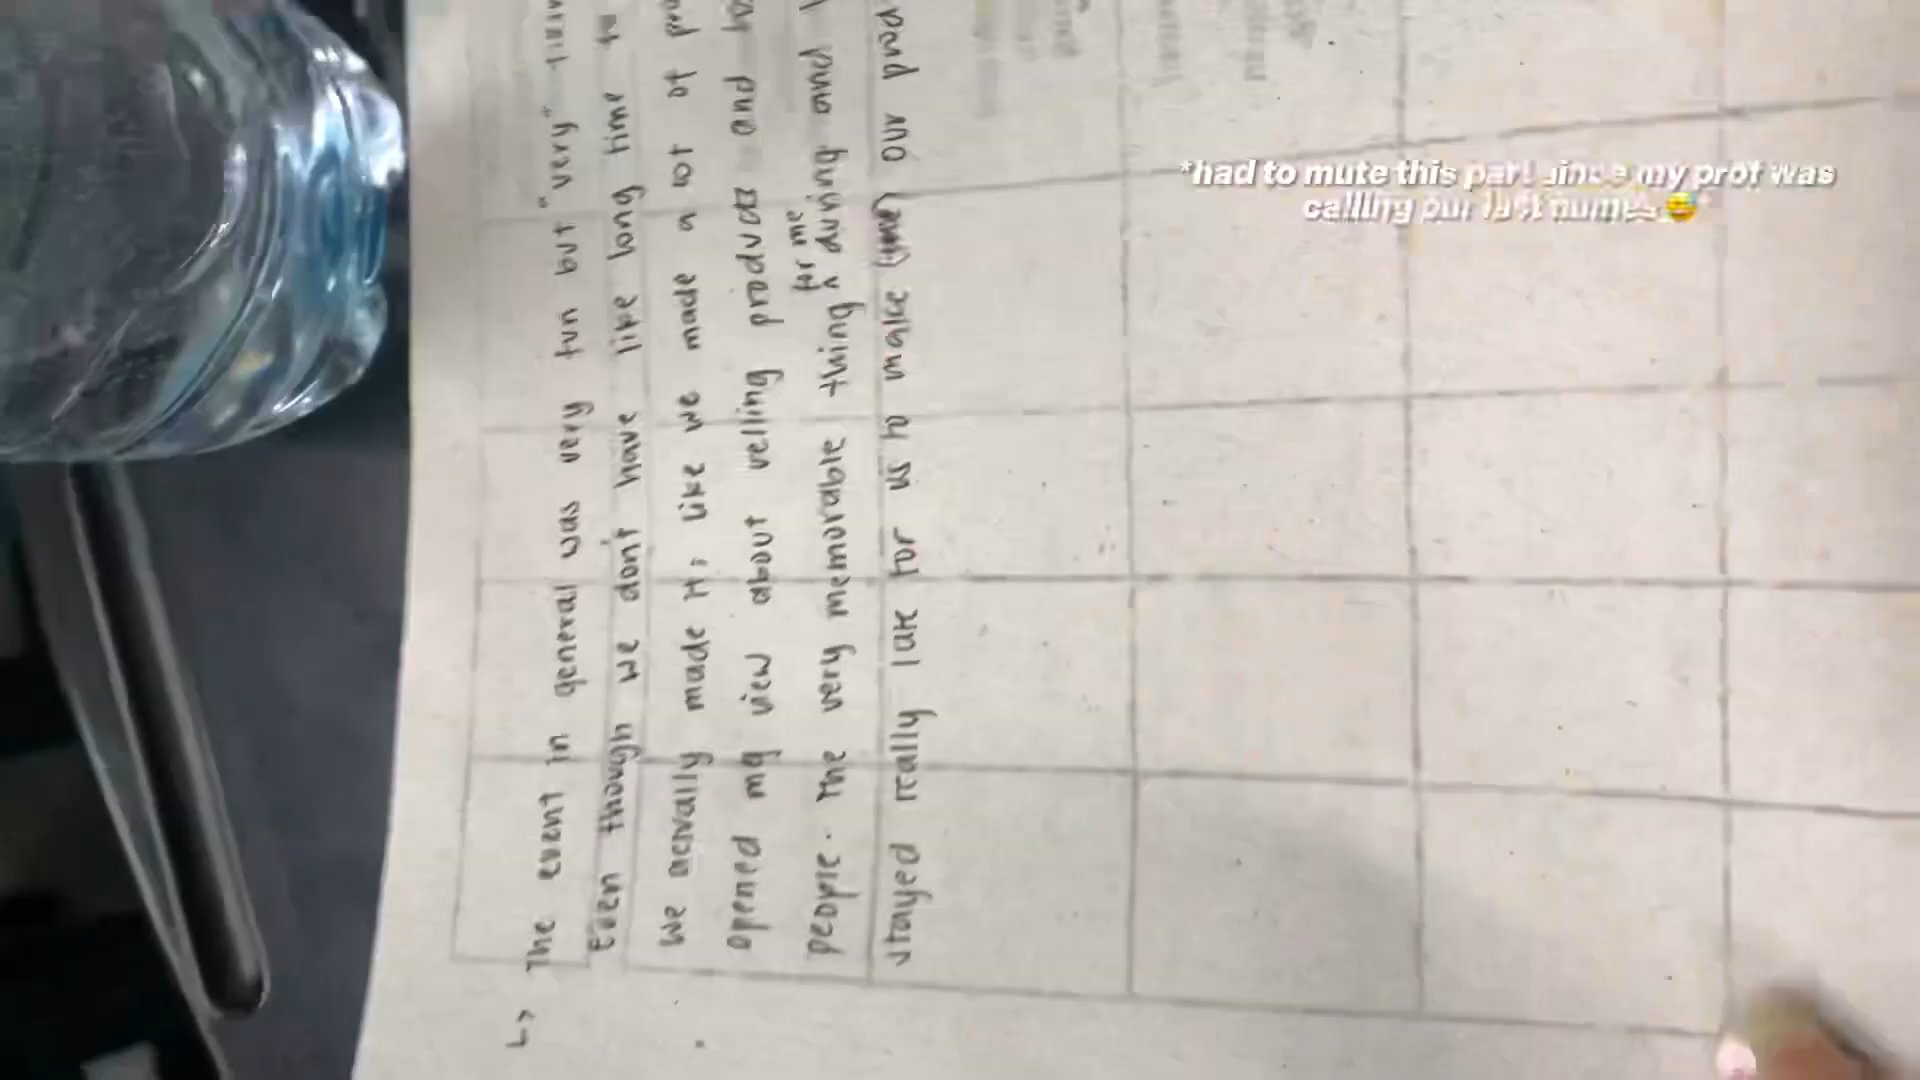 *had to mute this part since my prof was
calling our last names😅*
↳ The event in general was very fun but "very"
Even though we don't have like long time to
We actually made it, like we made a lot of
opened my view about selling product and
people. The very memorable thing ^ during and
for me
stayed really late for us to make (the) our